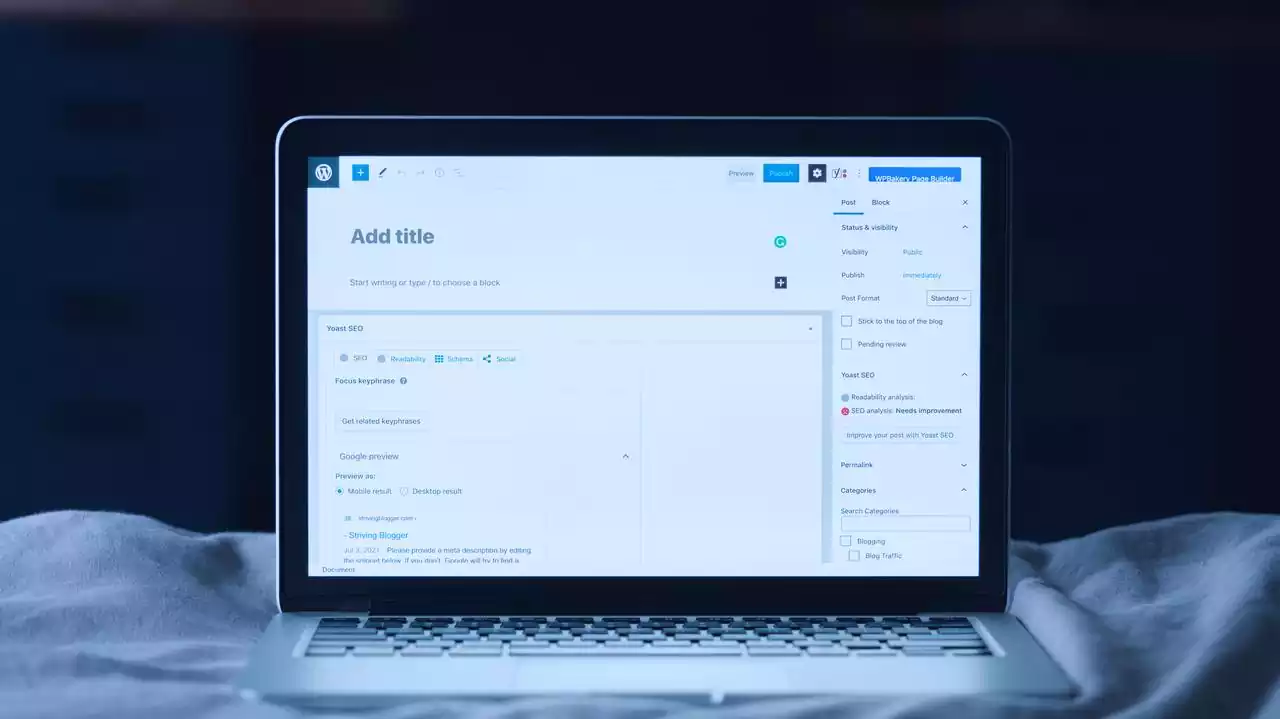 Preview Publish WPBakery Page Builder
Post Block
Add title
Start writing or type / to choose a block
Status & visibility
Visibility Public
Publish Immediately
Post Format Standard
Stick to the top of the blog
Pending review
Yoast SEO
SEO Readability Schema Social
Focus keyphrase
Get related keyphrases
Google preview
Preview as:
Mobile result Desktop result
strivingblogger.com ›
- Striving Blogger
Jul 3, 2021 Please provide a meta description by editing
the snippet below. If you don't, Google will try to find a
Document
Yoast SEO
Readability analysis:
SEO analysis: Needs improvement
Improve your post with Yoast SEO
Permalink
Categories
Search Categories
Blogging
Blog Traffic